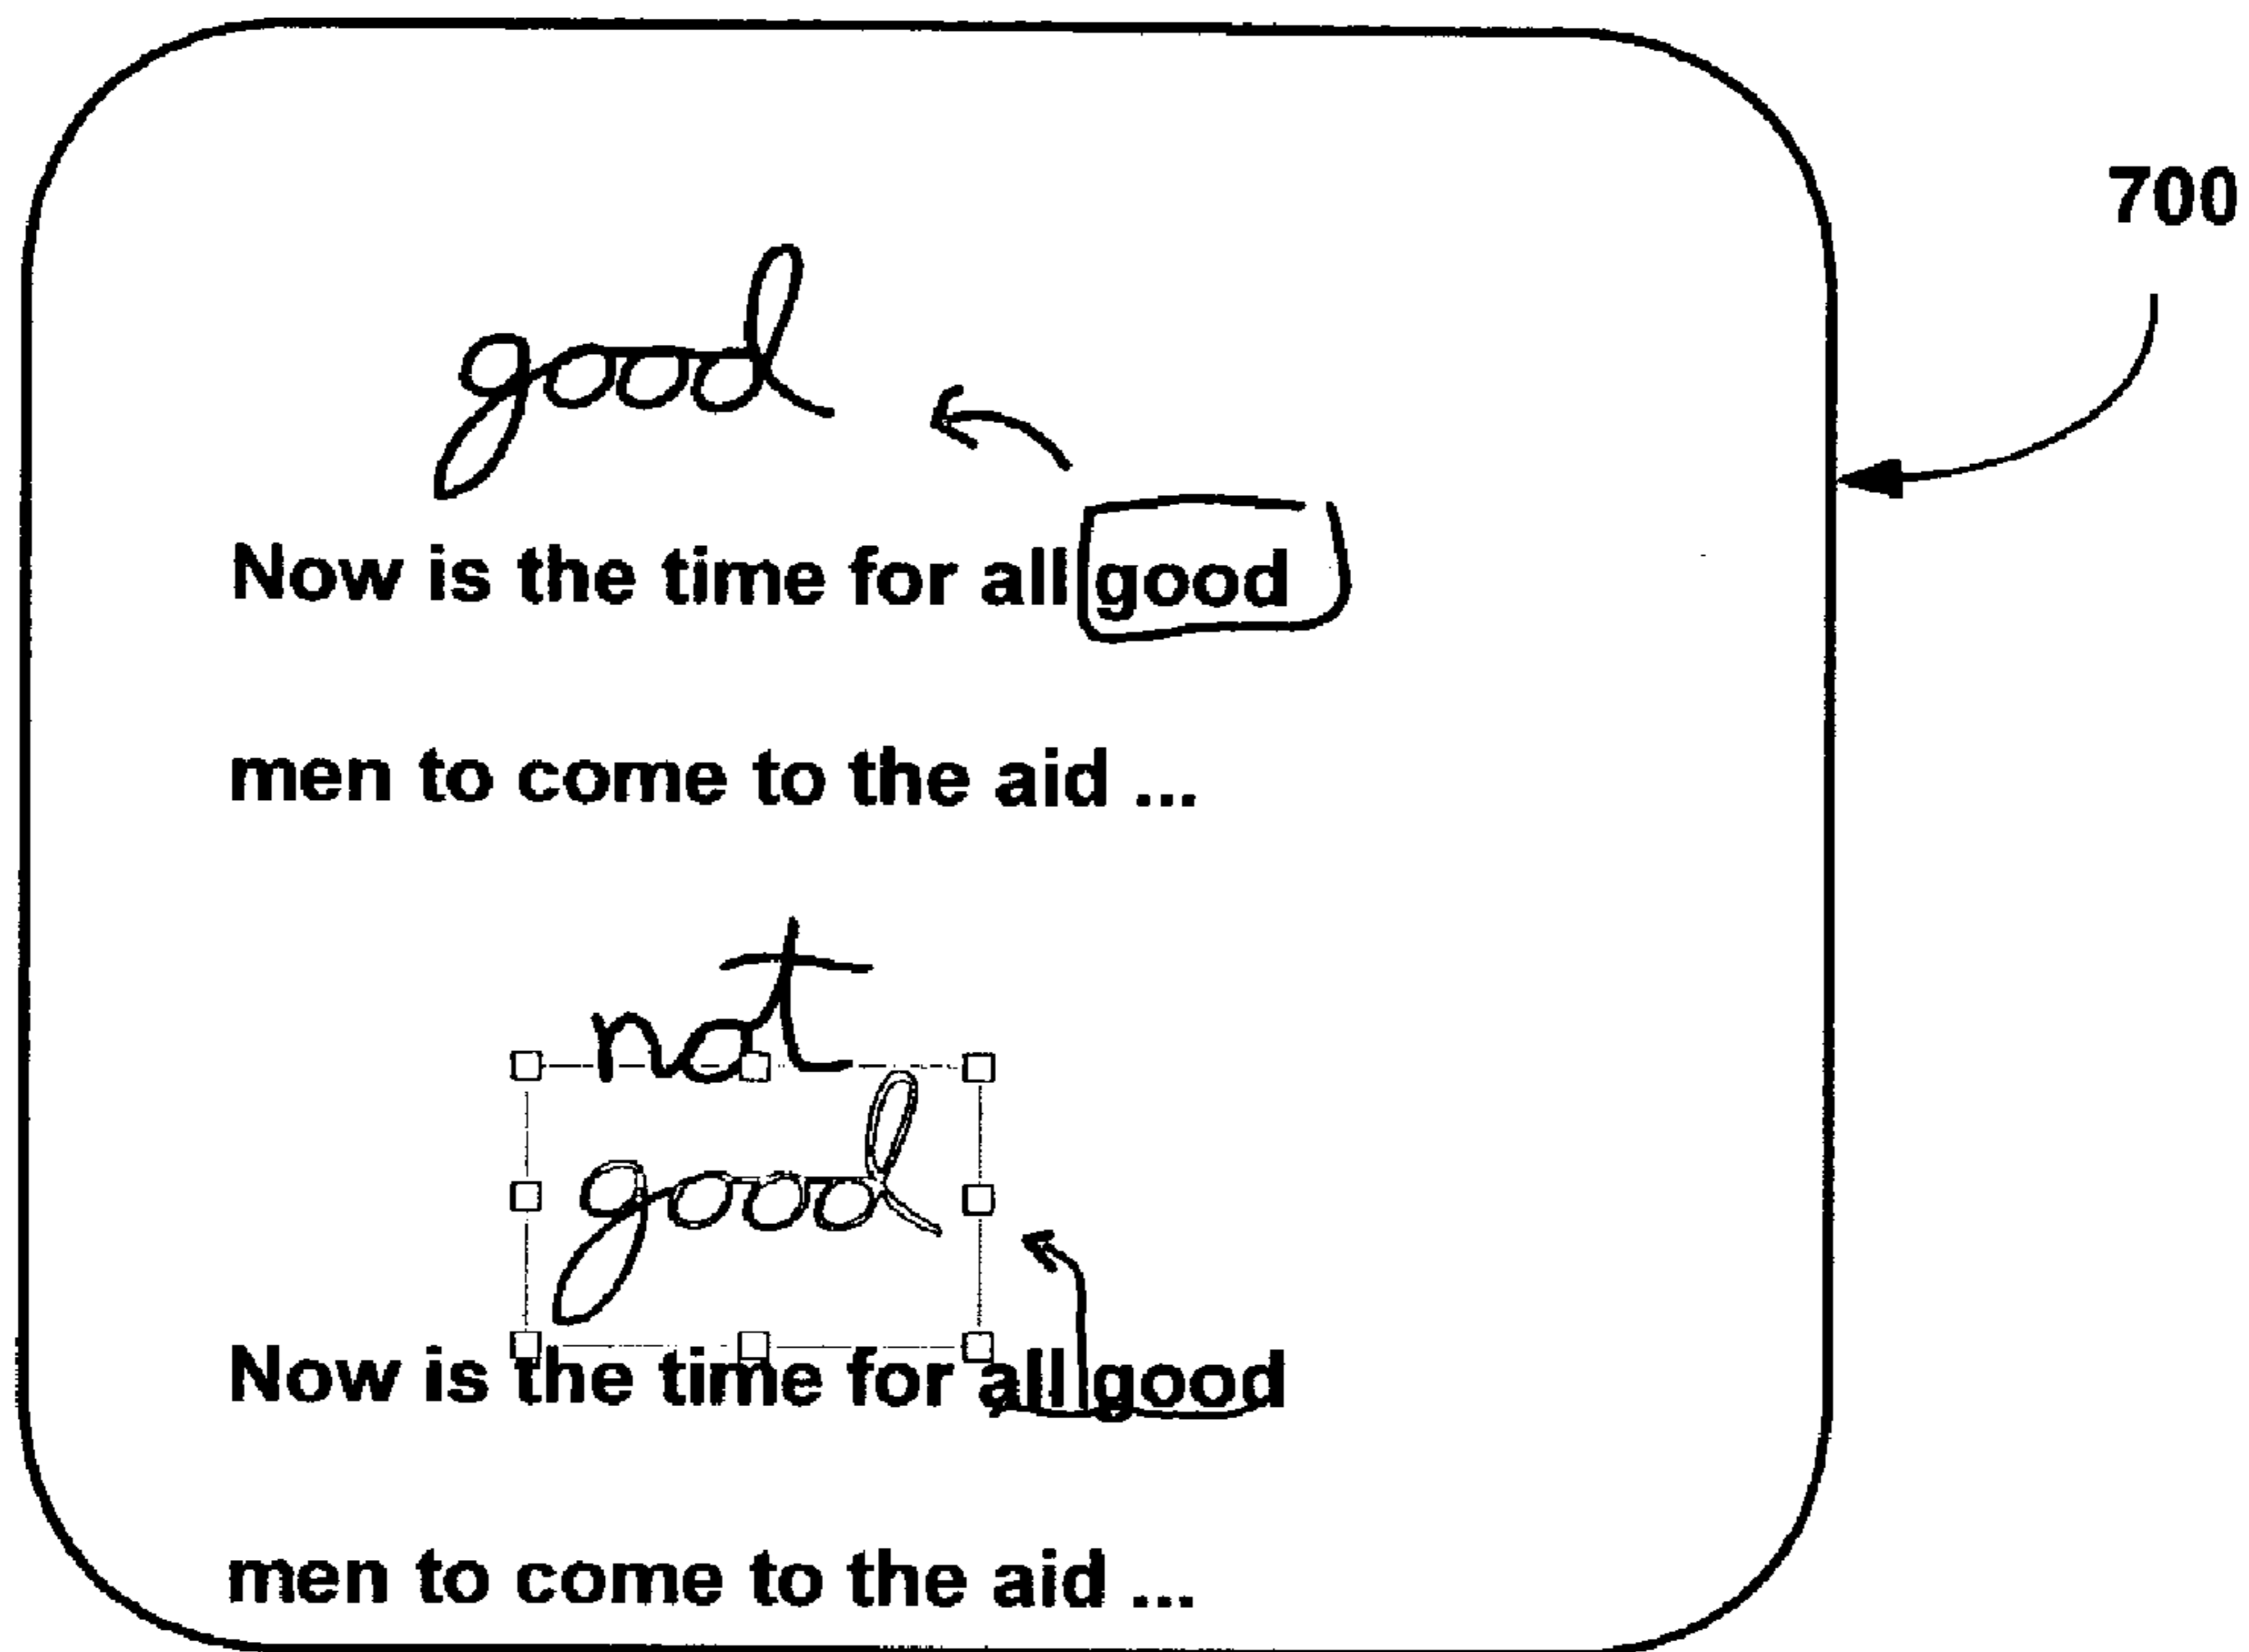 700
good
Now is the time for all good
men to come to the aid ...
not
good
Now is the time for all good
men to come to the aid ...